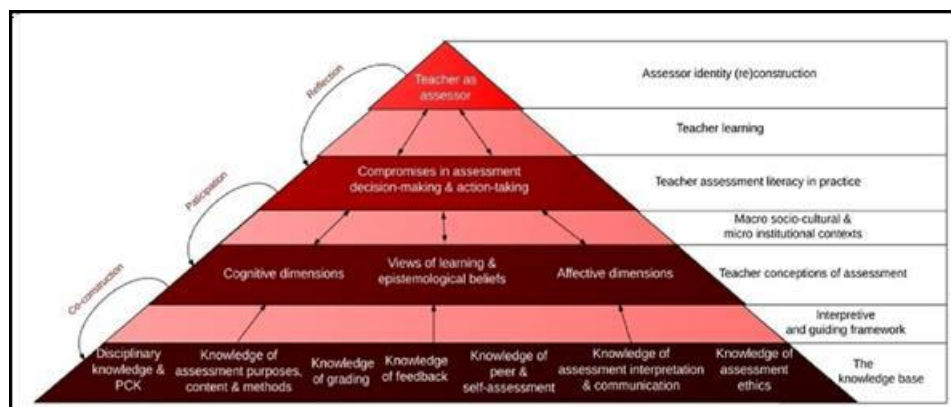 Reflection
Teacher as
assessor
Assessor identity (re)construction
Teacher learning
Paticipation
Compromises in assessment
decision-making & action-taking
Teacher assessment literacy in practice
Macro socio-cultural &
micro institutional contexts
Co-construction
Cognitive dimensions
Views of learning &
epistemological beliefs
Affective dimensions
Teacher conceptions of assessment
Interpretive
and guiding framework
Disciplinary
knowledge &
PCK
Knowledge of
assessment purposes,
content & methods
Knowledge
of grading
Knowledge
of feedback
Knowledge of
peer &
self-assessment
Knowledge of
assessment interpretation
& communication
Knowledge of
assessment
ethics
The
knowledge base